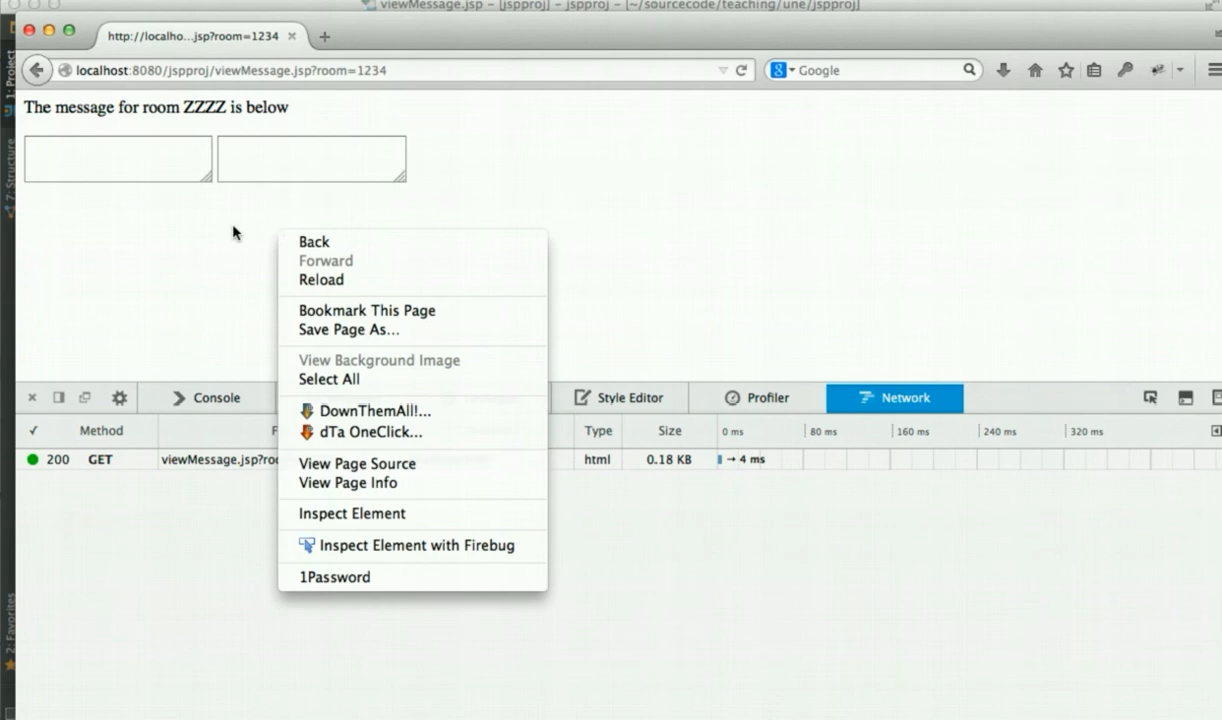 viewMessage.jsp – [jspproj] – jspproj – [~/sourcecode/teaching/une/jspproj]
http://localho...jsp?room=1234
localhost:8080/jspproj/viewMessage.jsp?room=1234
Google
1: Project
7: Structure
2: Favorites
The message for room ZZZZ is below
Back
Forward
Reload
Bookmark This Page
Save Page As...
View Background Image
Select All
DownThemAll!...
dTa OneClick...
View Page Source
View Page Info
Inspect Element
Inspect Element with Firebug
1Password
Console
Style Editor
Profiler
Network
✓ Method F Type Size 0 ms 80 ms 160 ms 240 ms 320 ms
200 GET viewMessage.jsp?roo html 0.18 KB → 4 ms